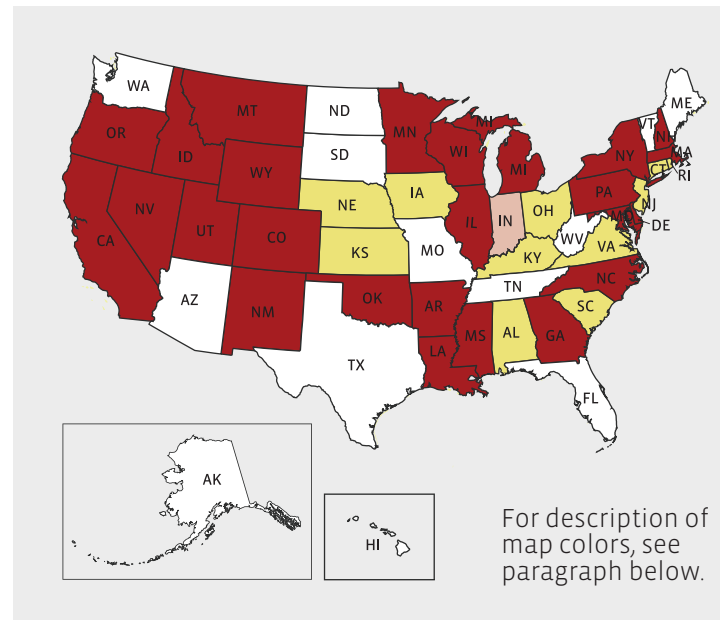 WA
MT
ND
MN
MI
ME
VT
NH
OR
ID
SD
WI
NY
MA
WY
MI
CT
RI
IA
PA
NJ
NE
OH
NV
UT
IL
IN
MD
DE
CA
CO
KS
MO
WV
VA
KY
NC
AZ
NM
OK
AR
TN
SC
MS
AL
GA
LA
TX
FL
AK
HI
For description of
map colors, see
paragraph below.